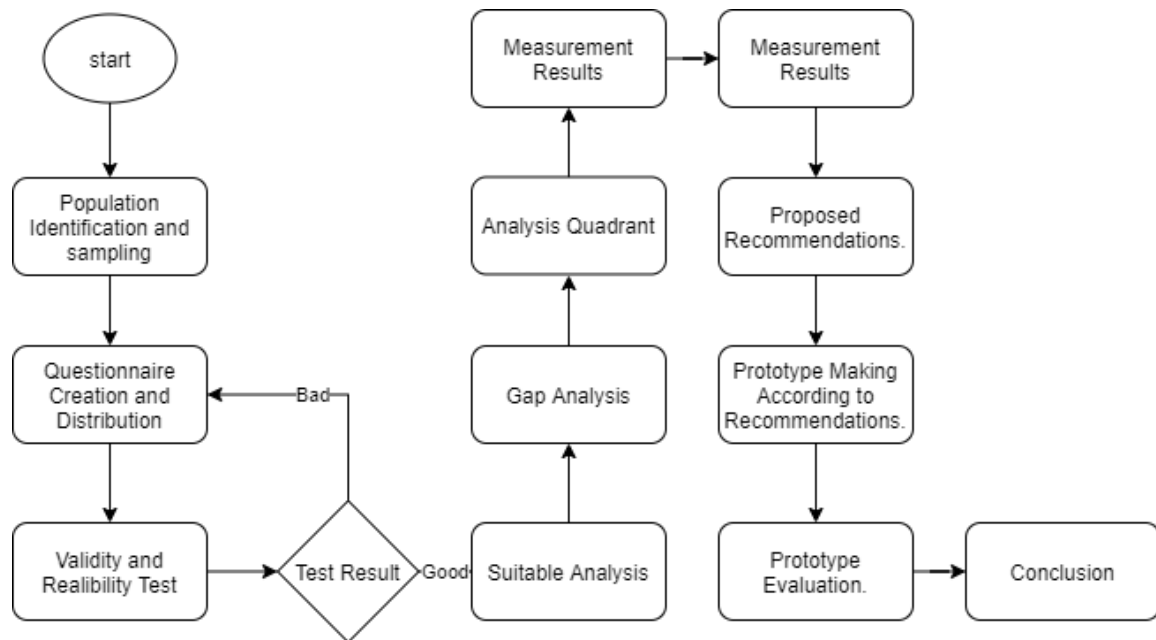 start
Population
Identification and
sampling
Questionnaire
Creation and
Distribution
Bad
Validity and
Realibility Test
Test Result
Good
Suitable Analysis
Gap Analysis
Analysis Quadrant
Measurement
Results
Measurement
Results
Proposed
Recommendations.
Prototype Making
According to
Recommendations.
Prototype
Evaluation.
Conclusion